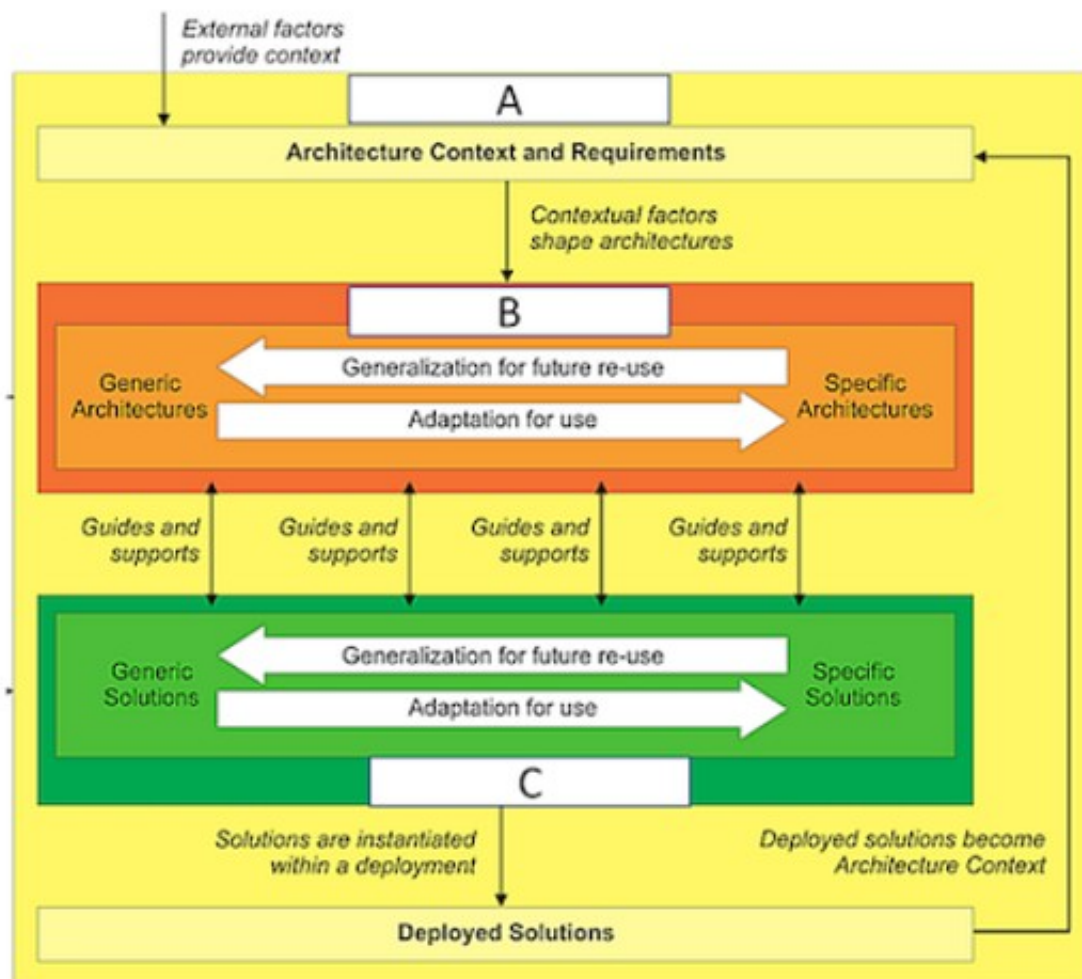 External factors
provide context
A
Architecture Context and Requirements
Contextual factors
shape architectures
B
Generic
Architectures
Generalization for future re-use
Adaptation for use
Specific
Architectures
Guides and
supports
Guides and
supports
Guides and
supports
Guides and
supports
Generic
Solutions
Generalization for future re-use
Adaptation for use
Specific
Solutions
C
Solutions are instantiated
within a deployment
Deployed solutions become
Architecture Context
Deployed Solutions